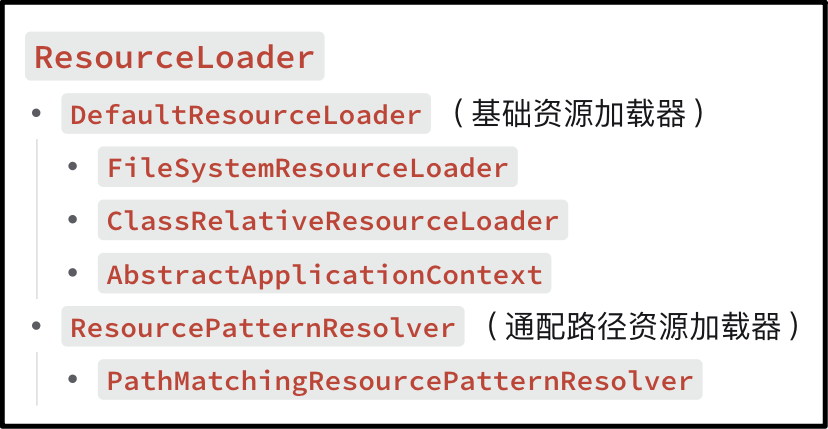 ResourceLoader
• DefaultResourceLoader （基础资源加载器）
• FileSystemResourceLoader
• ClassRelativeResourceLoader
• AbstractApplicationContext
• ResourcePatternResolver （通配路径资源加载器）
• PathMatchingResourcePatternResolver